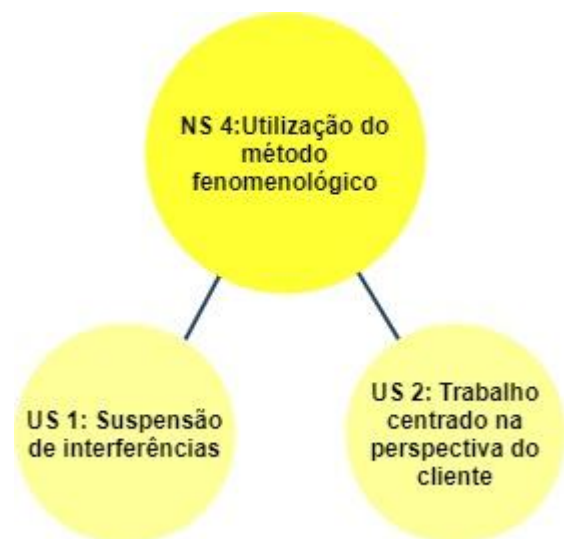 NS 4:Utilização do
método
fenomenológico
US 1: Suspensão
de interferências
US 2: Trabalho
centrado na
perspectiva do
cliente